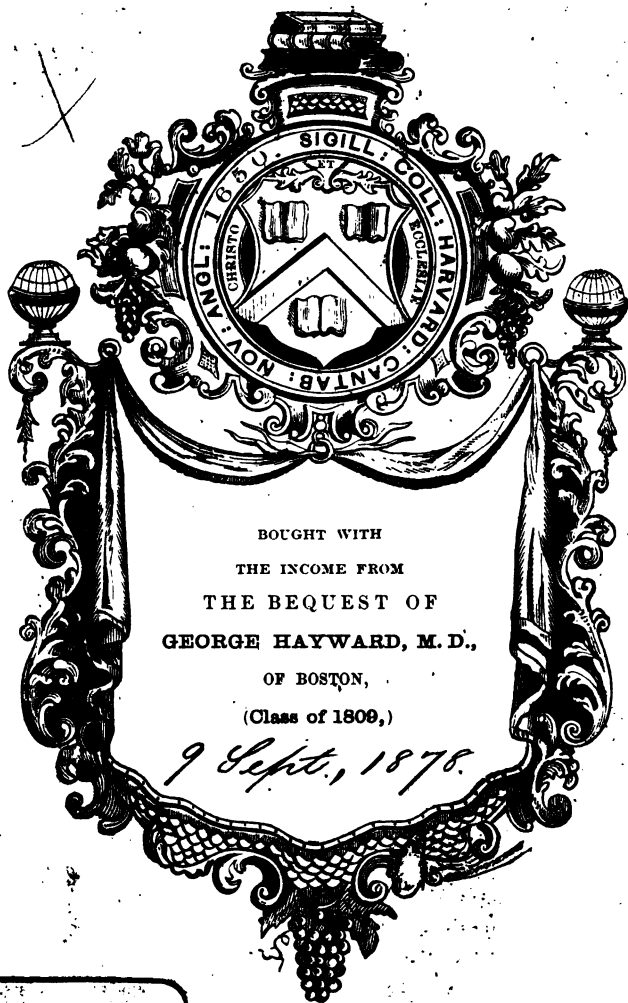 SIGILL: COLL: HARVARD: CANTAB: NOV: ANGL: 1650.
ET
CHRISTO
ECCLESIAE
BOUGHT WITH
THE INCOME FROM
THE BEQUEST OF
GEORGE HAYWARD, M.D.,
OF BOSTON,
(Class of 1809,)
9 Sept., 1878.